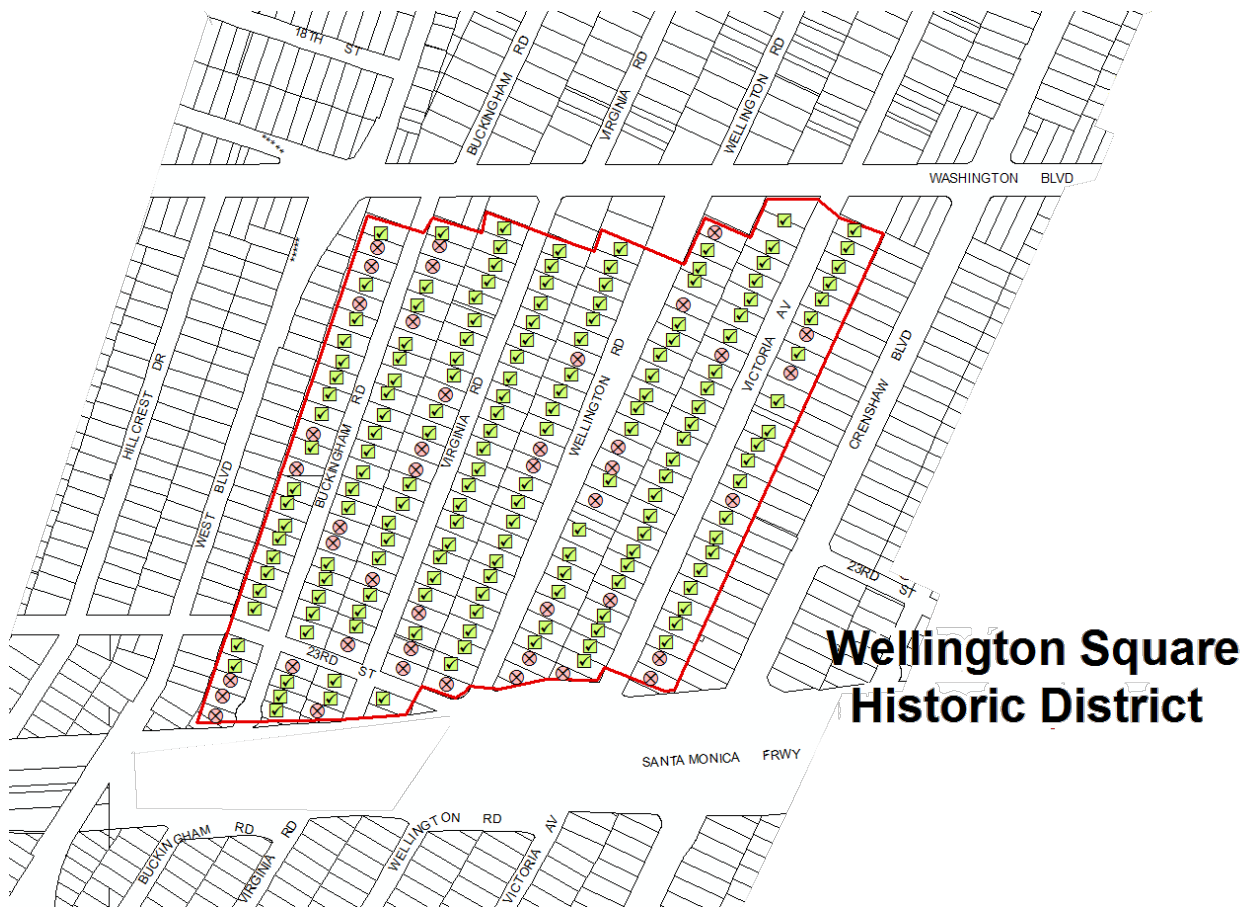 18TH ST
BUCKINGHAM RD
VIRGINIA RD
WELLINGTON RD
WASHINGTON BLVD
HILLCREST DR
WEST BLVD
BUCKINGHAM RD
VIRGINIA RD
WELLINGTON RD
VICTORIA AV
CRENSHAW BLVD
23RD ST
23RD ST
Wellington Square
Historic District
SANTA MONICA FRWY
BUCKINGHAM RD
VIRGINIA RD
WELLINGTON RD
VICTORIA AV